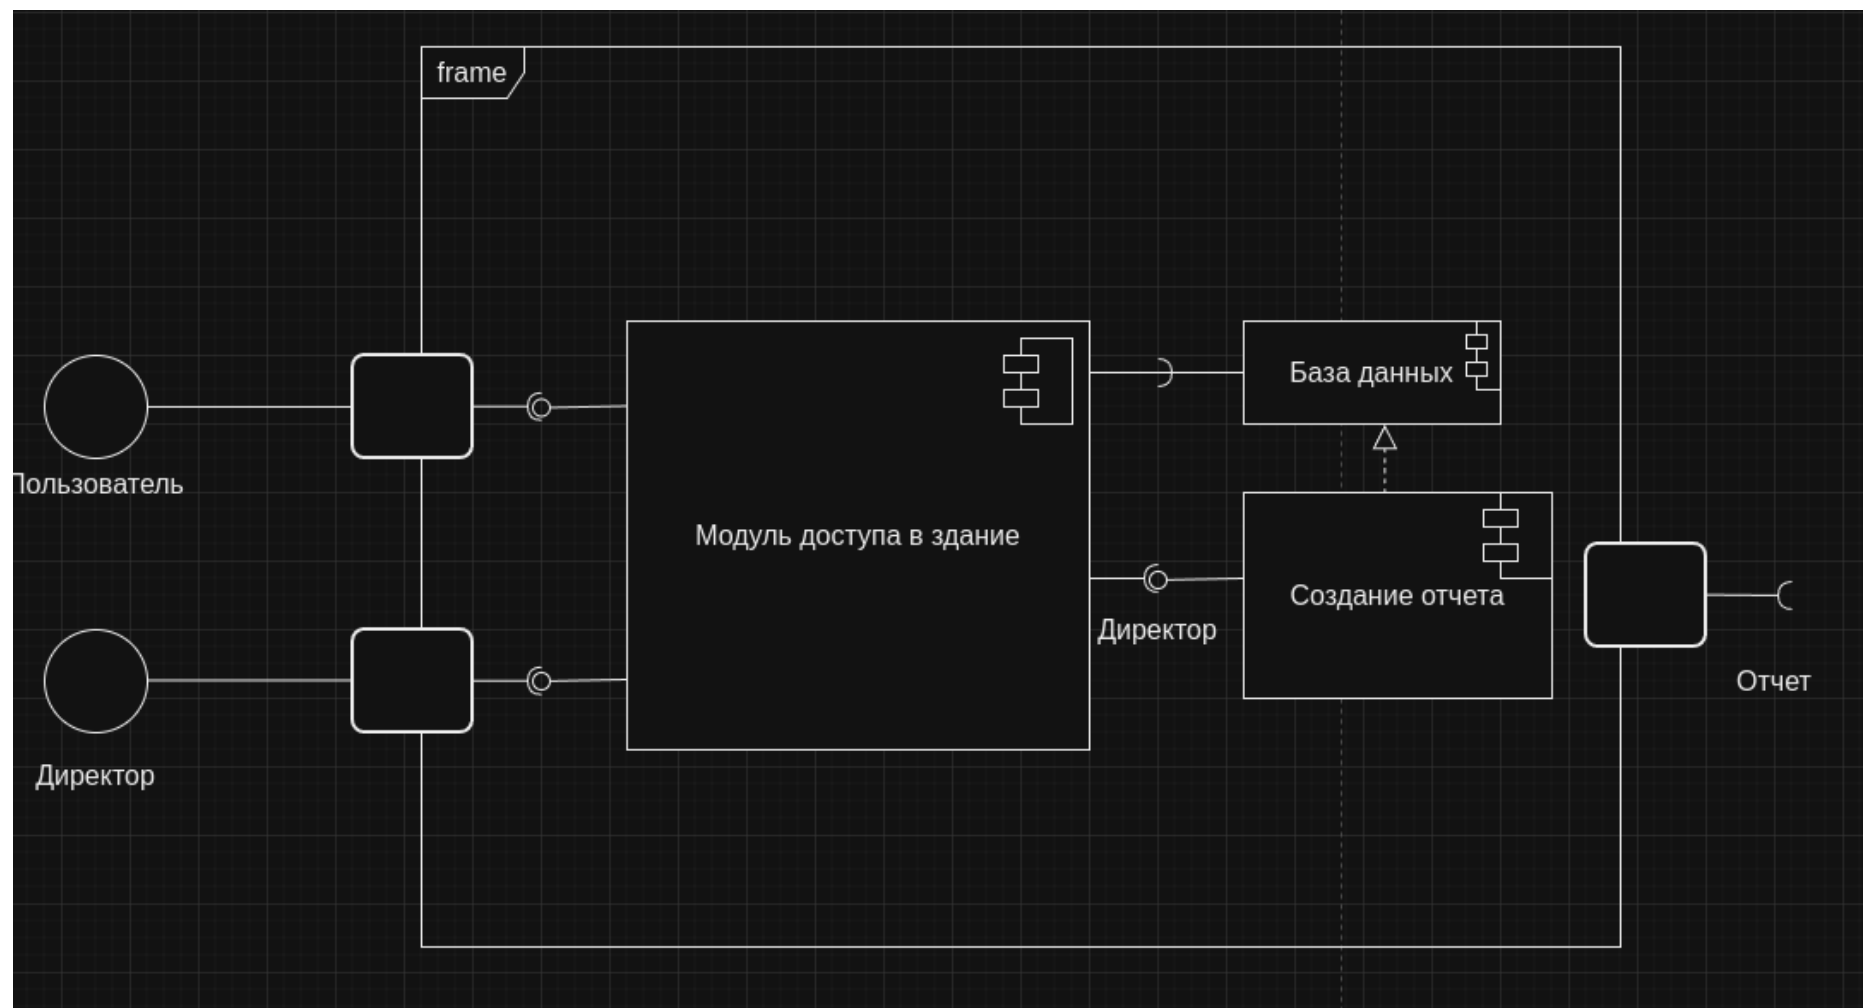 frame
База данных
Пользователь
Модуль доступа в здание
Создание отчета
Директор
Отчет
Директор